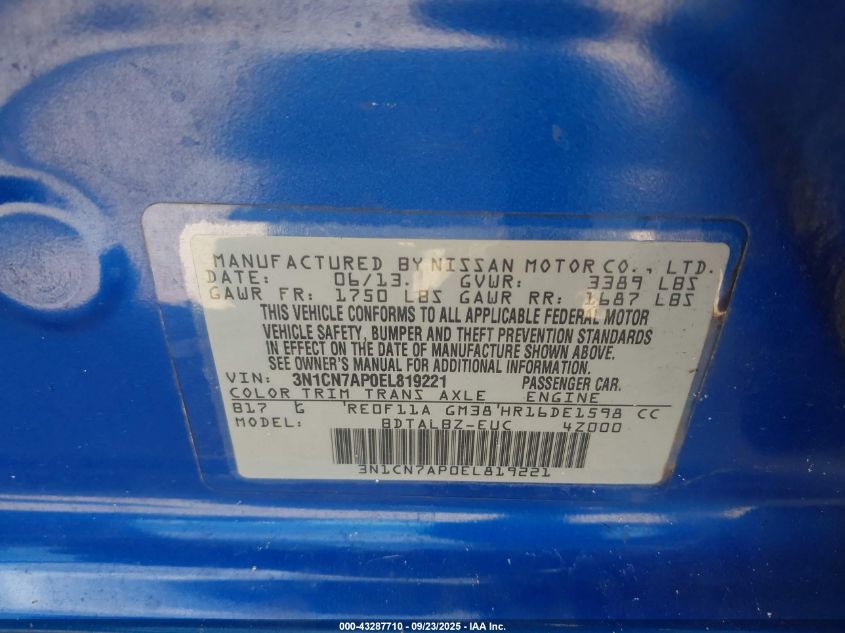 MANUFACTURED BY NISSAN MOTOR CO., LTD.
DATE: 06/13 GVWR: 3389 LBS
GAWR FR: 1750 LBS GAWR RR: 1687 LBS
THIS VEHICLE CONFORMS TO ALL APPLICABLE FEDERAL MOTOR
VEHICLE SAFETY, BUMPER AND THEFT PREVENTION STANDARDS
IN EFFECT ON THE DATE OF MANUFACTURE SHOWN ABOVE.
SEE OWNER'S MANUAL FOR ADDITIONAL INFORMATION.
VIN: 3N1CN7AP0EL819221 PASSENGER CAR.
COLOR TRIM TRANS AXLE ENGINE
B17 G 'RE0F11A GM38'HR16DE1598 CC
MODEL: BDTALBZ-EUC 4Z000
3N1CN7AP0EL819221
000-43287710 - 09/23/2025 - IAA Inc.